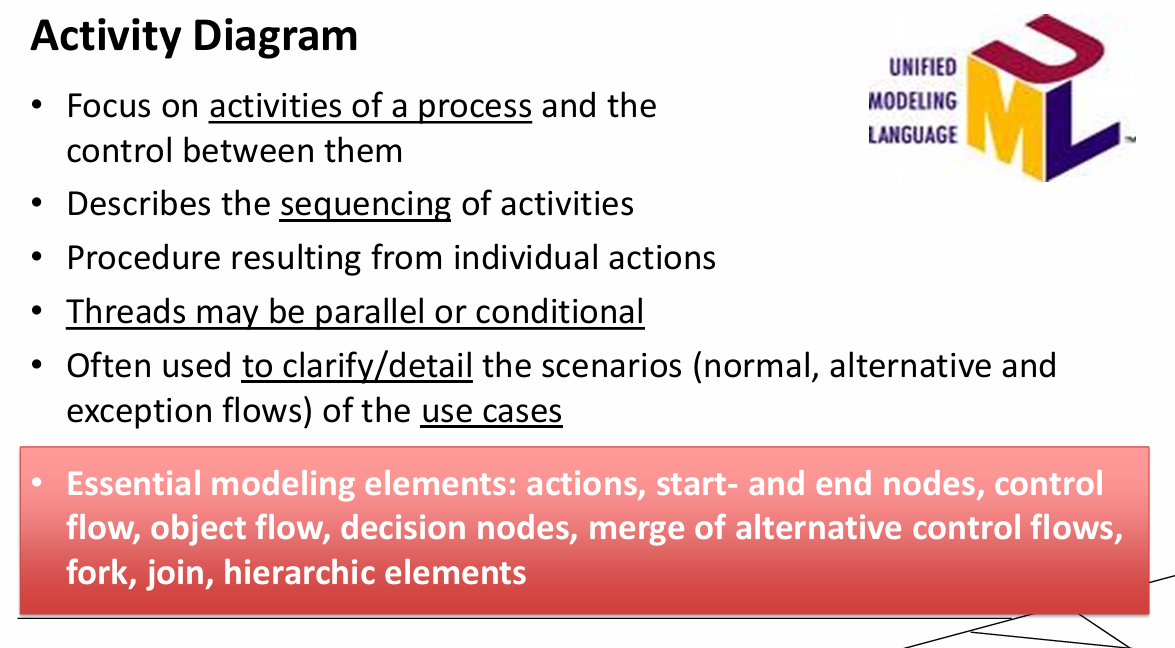 Activity Diagram
UNIFIED
MODELING
LANGUAGE
UML
™
• Focus on activities of a process and the
control between them
• Describes the sequencing of activities
• Procedure resulting from individual actions
• Threads may be parallel or conditional
• Often used to clarify/detail the scenarios (normal, alternative and
exception flows) of the use cases
• Essential modeling elements: actions, start- and end nodes, control
flow, object flow, decision nodes, merge of alternative control flows,
fork, join, hierarchic elements